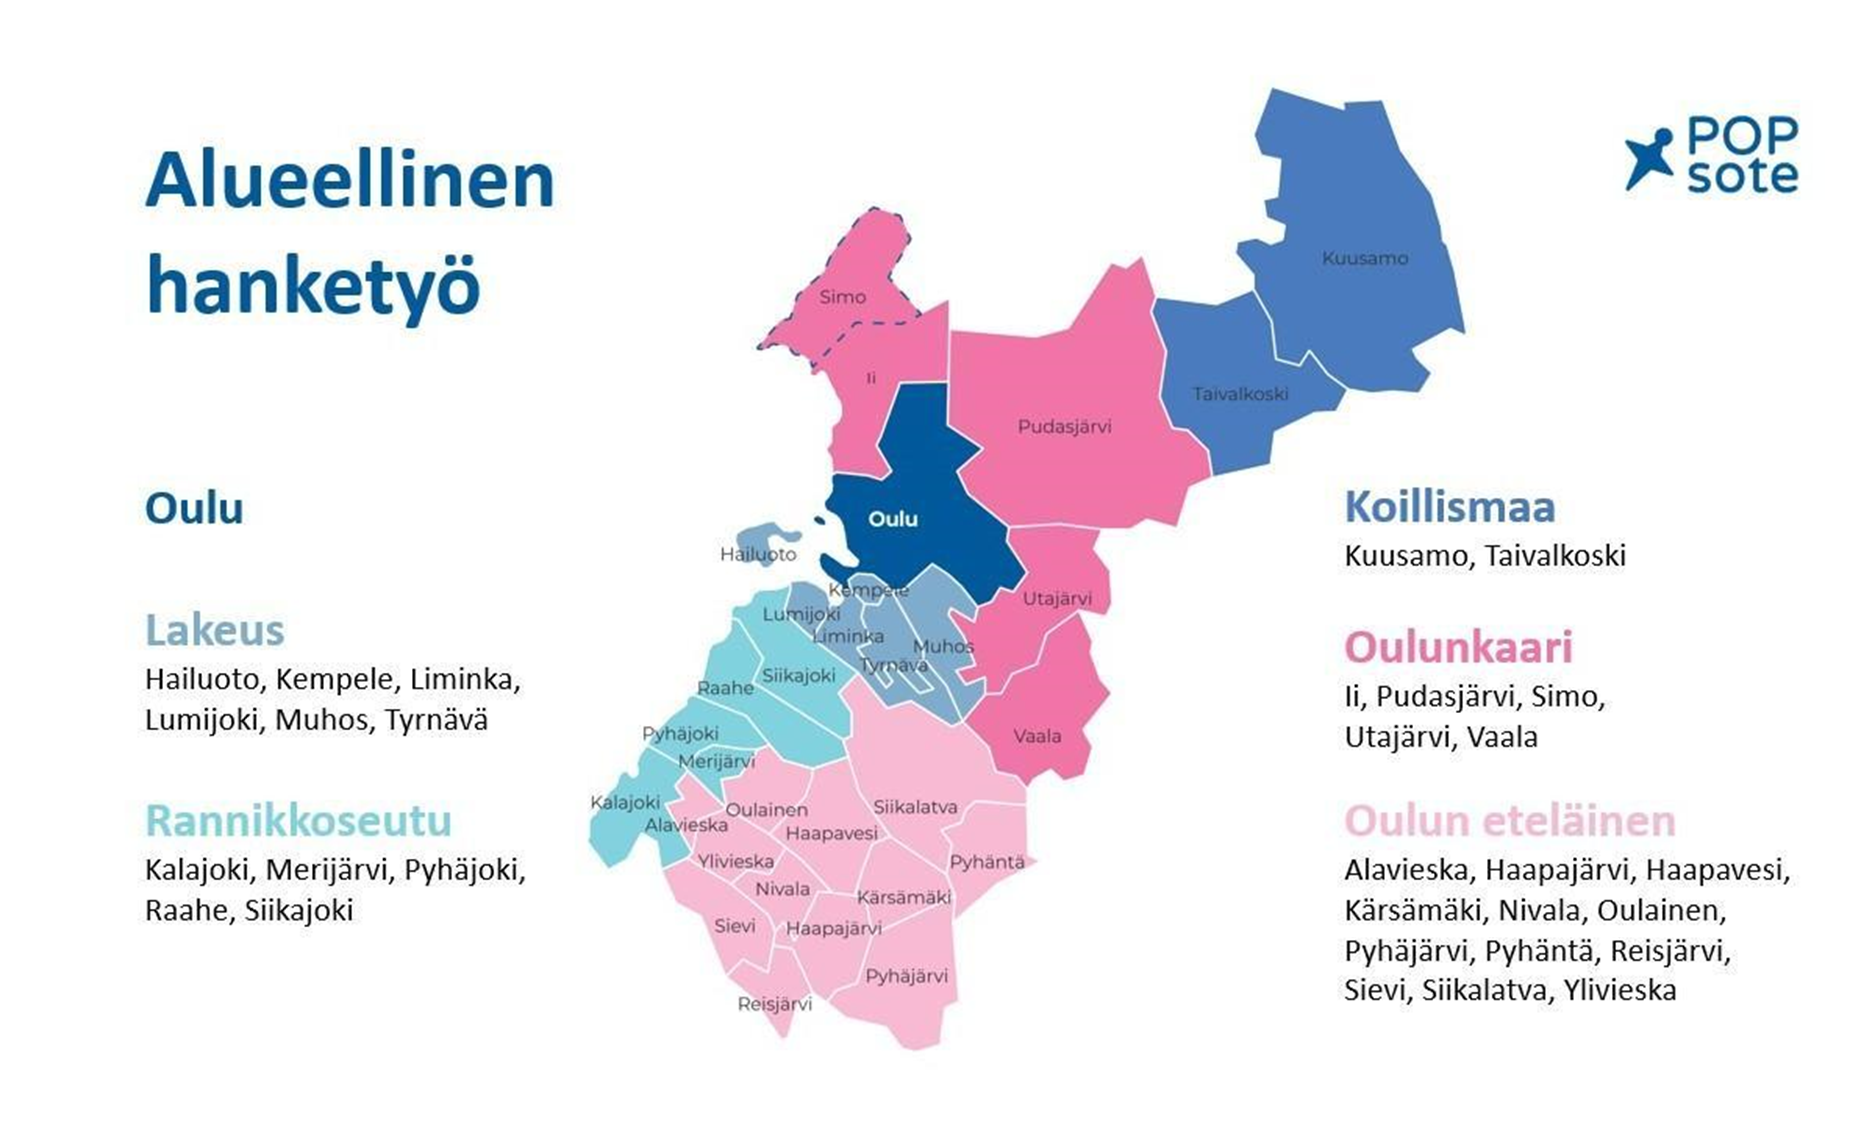 Alueellinen
hanketyö
POP
sote
Oulu
Lakeus
Hailuoto, Kempele, Liminka,
Lumijoki, Muhos, Tyrnävä
Rannikkoseutu
Kalajoki, Merijärvi, Pyhäjoki,
Raahe, Siikajoki
Kuusamo
Simo
Ii
Taivalkoski
Pudasjärvi
Oulu
Hailuoto
Kempele
Utajärvi
Lumijoki
Liminka
Muhos
Tyrnävä
Siikajoki
Raahe
Pyhäjoki
Vaala
Merijärvi
Kalajoki
Siikalatva
Oulainen
Alavieska
Haapavesi
Ylivieska
Pyhäntä
Nivala
Kärsämäki
Sievi
Haapajärvi
Pyhäjärvi
Reisjärvi
Koillismaa
Kuusamo, Taivalkoski
Oulunkaari
Ii, Pudasjärvi, Simo,
Utajärvi, Vaala
Oulun eteläinen
Alavieska, Haapajärvi, Haapavesi,
Kärsämäki, Nivala, Oulainen,
Pyhäjärvi, Pyhäntä, Reisjärvi,
Sievi, Siikalatva, Ylivieska